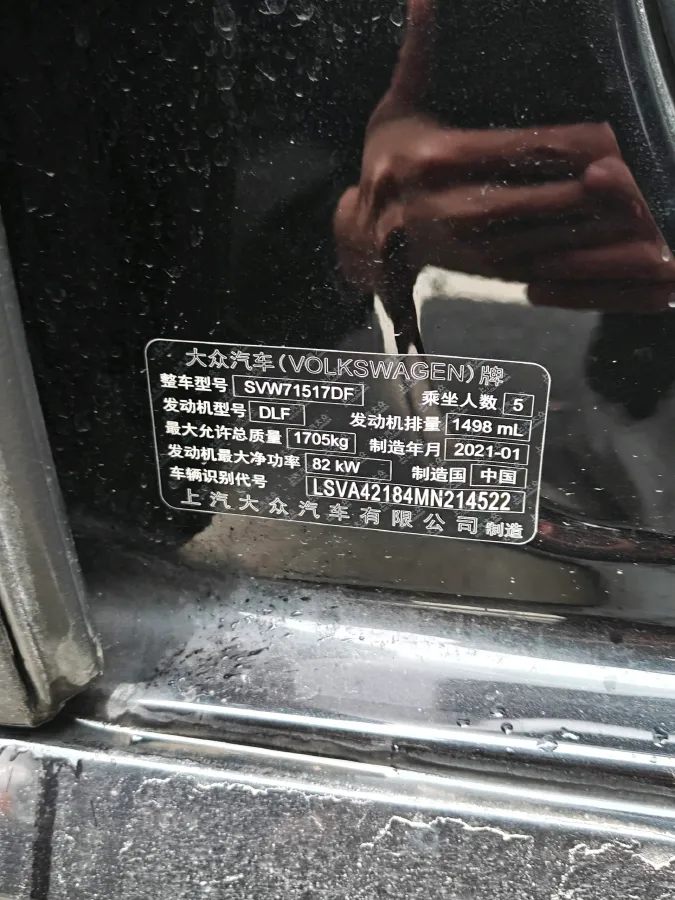 大众汽车(VOLKSWAGEN)牌
整车型号 SVW71517DF 乘坐人数 5
发动机型号 DLF 发动机排量 1498 mL
最大允许总质量 1705kg 制造年月 2021-01
发动机最大净功率 82 kW 制造国 中国
车辆识别代号 LSVA42184MN214522
上汽大众汽车有限公司 制造